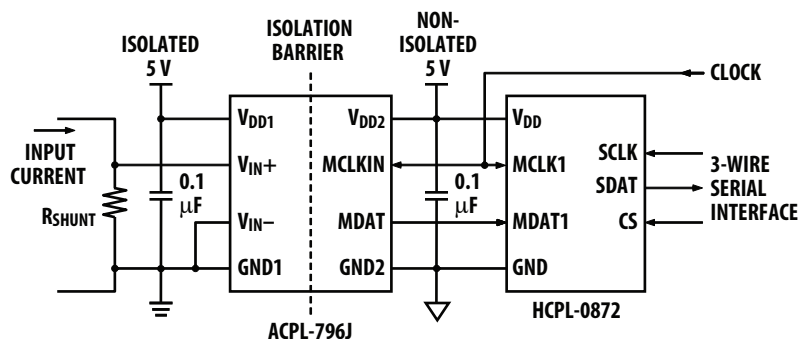 ISOLATED
5 V
ISOLATION
BARRIER
NON-
ISOLATED
5 V
CLOCK
INPUT
CURRENT
RSHUNT
0.1
μF
VDD1
VIN+
VIN–
GND1
VDD2
MCLKIN
MDAT
GND2
ACPL-796J
0.1
μF
VDD
MCLK1
MDAT1
GND
SCLK
SDAT
CS
HCPL-0872
3-WIRE
SERIAL
INTERFACE